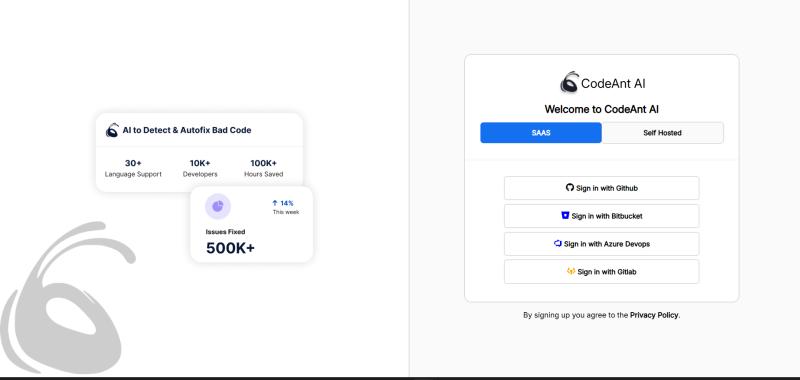 AI to Detect & Autofix Bad Code
30+ 10K+ 100K+
Language Support Developers Hours Saved
↑ 14%
This week
Issues Fixed
500K+
CodeAnt AI
Welcome to CodeAnt AI
SAAS Self Hosted
Sign in with Github
Sign in with Bitbucket
Sign in with Azure Devops
Sign in with Gitlab
By signing up you agree to the Privacy Policy.